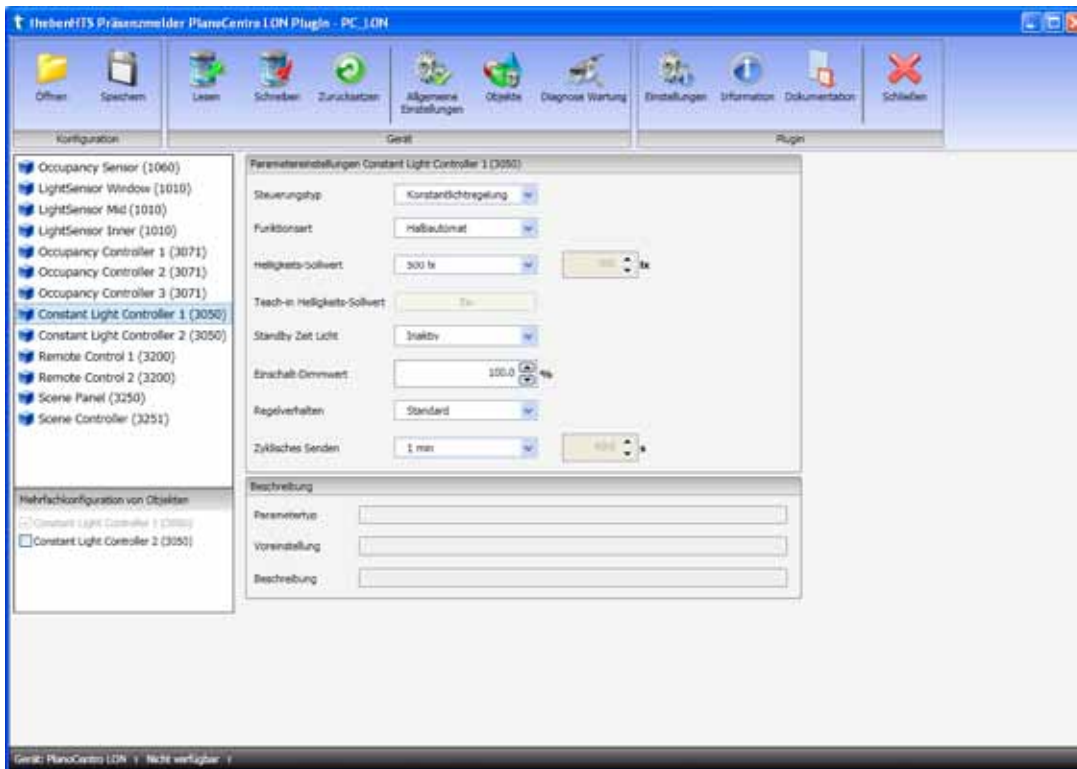 thebenHTS Präsenzmelder PlanoCentro LON Plugin - PC_LON
Öffnen Speichern Lesen Schreiben Zurücksetzen Allgemeine Einstellungen Objekte Diagnose Wartung Einstellungen Information Dokumentation Schließen
Konfiguration Gerät Plugin
Occupancy Sensor (1060)
LightSensor Window (1010)
LightSensor Mid (1010)
LightSensor Inner (1010)
Occupancy Controller 1 (3071)
Occupancy Controller 2 (3071)
Occupancy Controller 3 (3071)
Constant Light Controller 1 (3050)
Constant Light Controller 2 (3050)
Remote Control 1 (3200)
Remote Control 2 (3200)
Scene Panel (3250)
Scene Controller (3251)
Mehrfachkonfiguration von Objekten
Constant Light Controller 1 (3050)
Constant Light Controller 2 (3050)
Parametereinstellungen Constant Light Controller 1 (3050)
Steuerungstyp Konstantlichtregelung
Funktionsart Halbautomat
Helligkeits-Sollwert 500 lx lx
Teach-in Helligkeits-Sollwert
Standby Zeit Licht Inaktiv
Einschalt-Dimmwert 100.0 %
Regelverhalten Standard
Zyklisches Senden 1 min s
Beschreibung
Parametertyp
Voreinstellung
Beschreibung
Gerät: PlanoCentro LON Nicht verfügbar